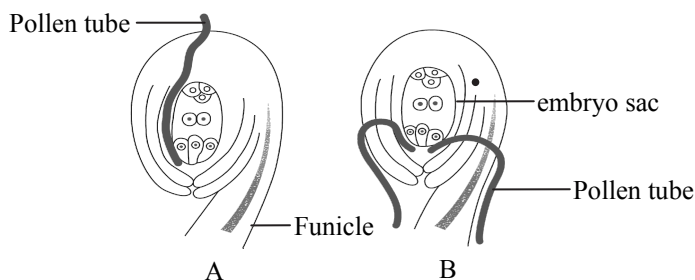 Pollen tube
embryo sac
Pollen tube
Funicle
A
B